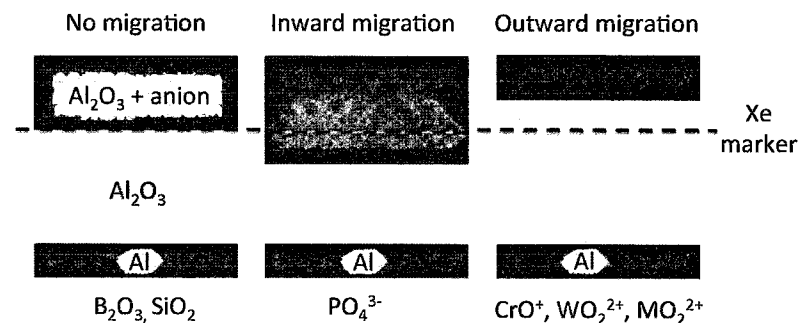 No migration Inward migration Outward migration
Al₂O₃ + anion
Xe
marker
Al₂O₃
Al Al Al
B₂O₃, SiO₂ PO₄³⁻ CrO⁺, WO₂²⁺, MO₂²⁺